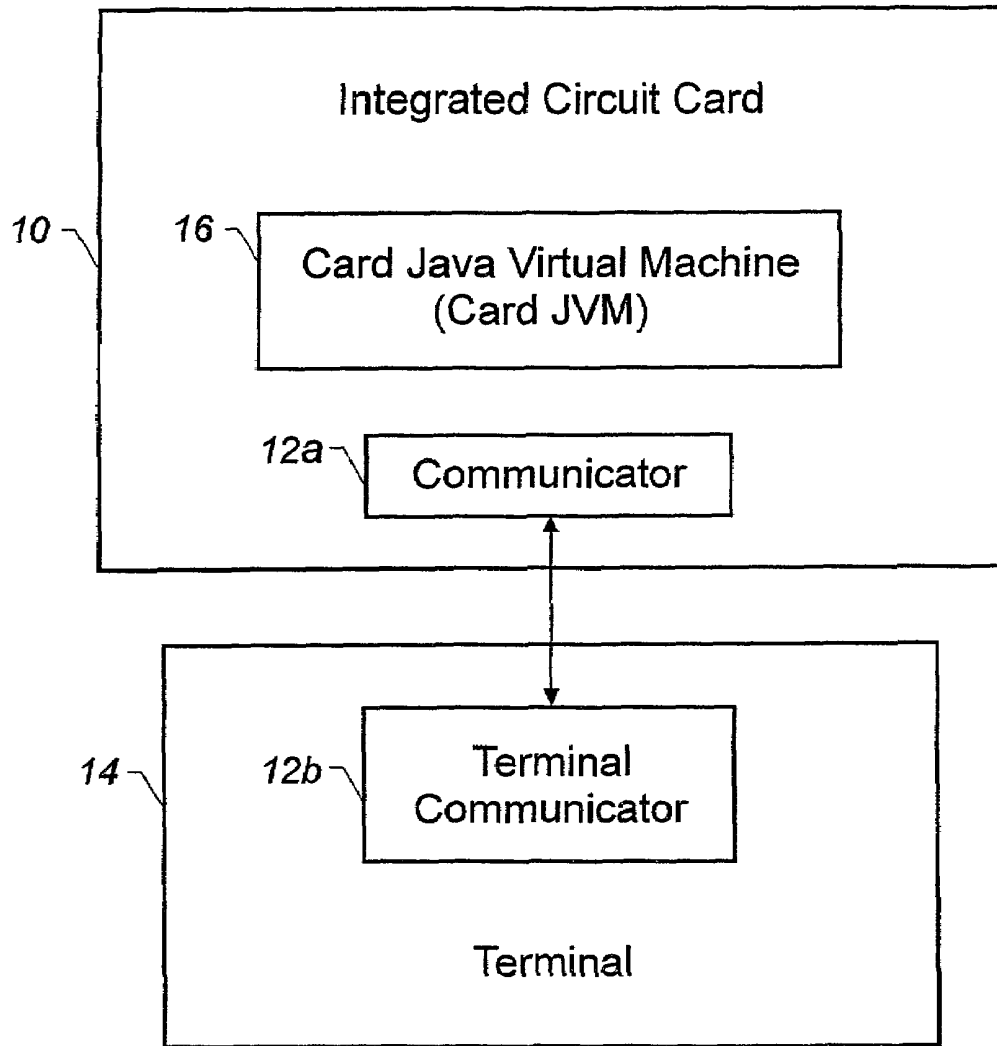 Integrated Circuit Card
10
16
Card Java Virtual Machine
(Card JVM)
12a
Communicator
14
12b
Terminal
Communicator
Terminal